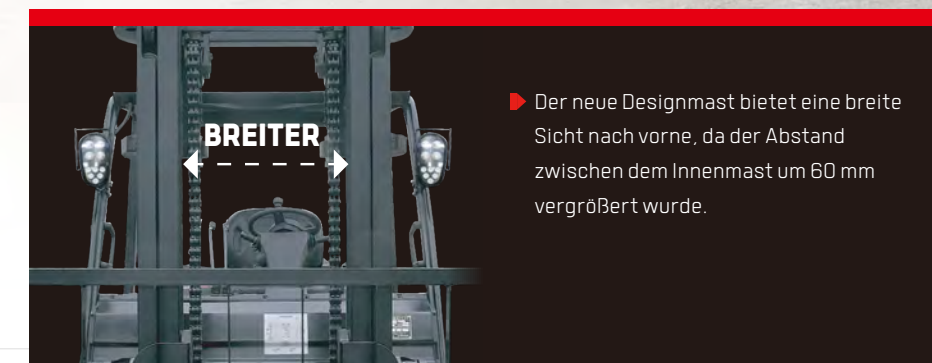 BREITER
Der neue Designmast bietet eine breite
Sicht nach vorne, da der Abstand
zwischen dem Innenmast um 60 mm
vergrößert wurde.